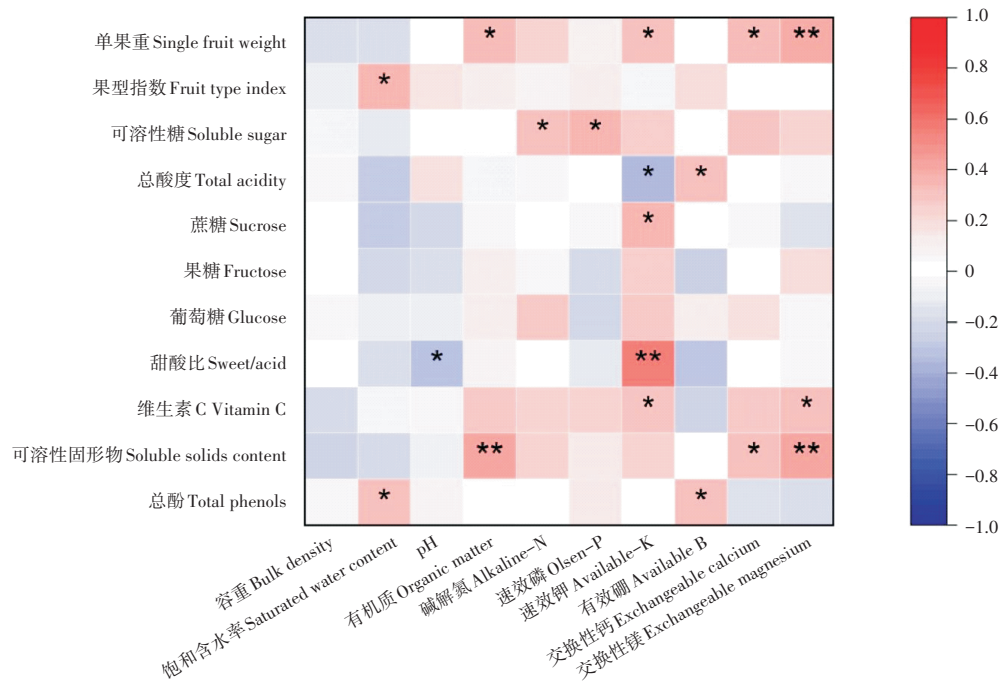 单果重 Single fruit weight
* * * **
果型指数 Fruit type index
*
可溶性糖 Soluble sugar
* *
总酸度 Total acidity
* *
蔗糖 Sucrose
*
果糖 Fructose
葡萄糖 Glucose
甜酸比 Sweet/acid
* **
维生素 C Vitamin C
* *
可溶性固形物 Soluble solids content
** * **
总酚 Total phenols
* *
容重 Bulk density
饱和含水率 Saturated water content
pH
有机质 Organic matter
碱解氮 Alkaline-N
速效磷 Olsen-P
速效钾 Available-K
有效硼 Available B
交换性钙 Exchangeable calcium
交换性镁 Exchangeable magnesium
1.0
0.8
0.6
0.4
0.2
0
-0.2
-0.4
-0.6
-0.8
-1.0